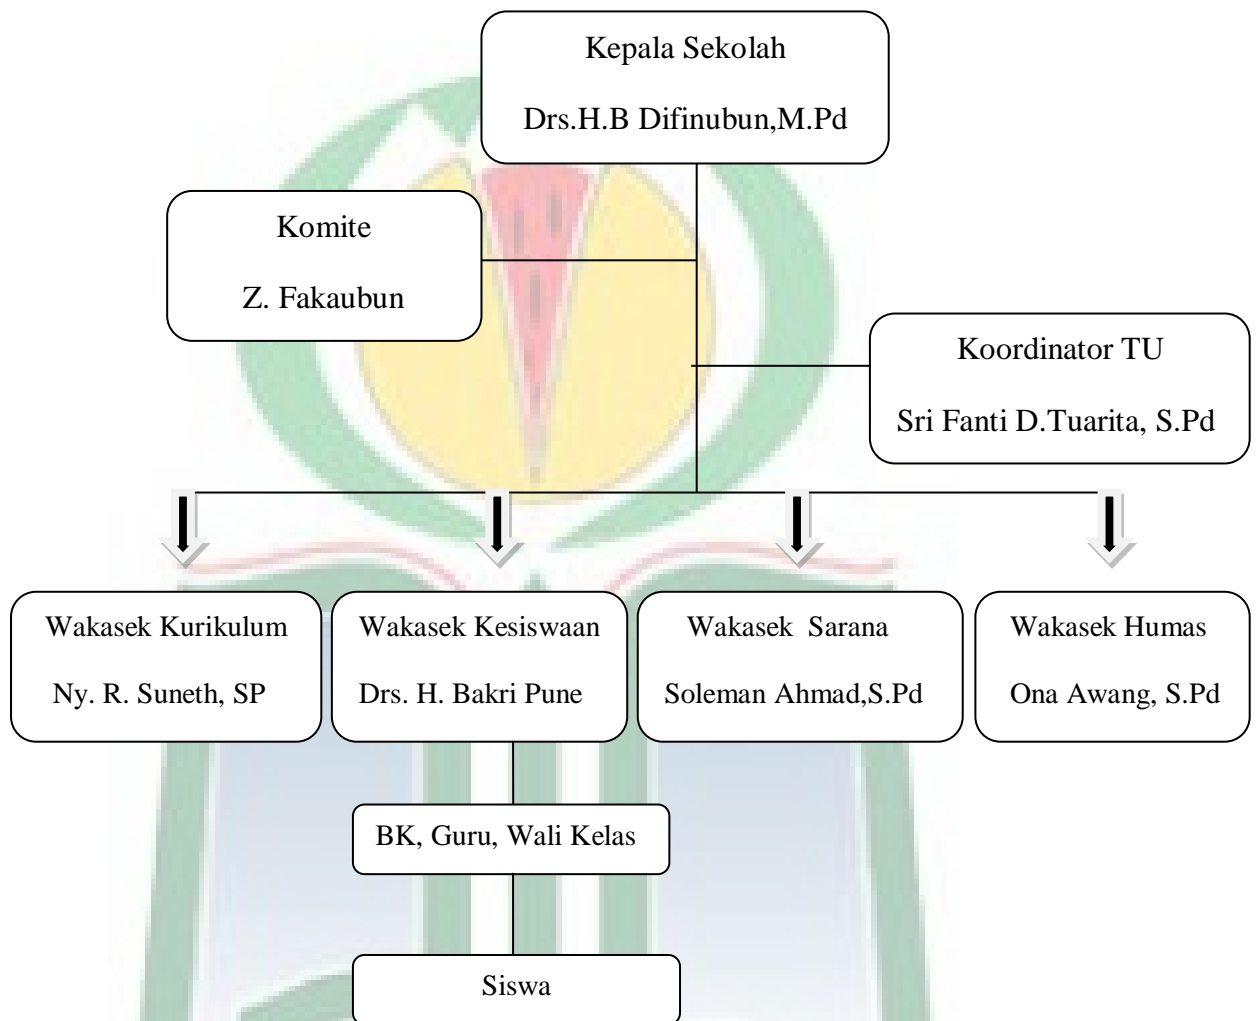 Kepala Sekolah
Drs.H.B Difinubun,M.Pd
Komite
Z. Fakaubun
Koordinator TU
Sri Fanti D.Tuarita, S.Pd
Wakasek Kurikulum
Ny. R. Suneth, SP
Wakasek Kesiswaan
Drs. H. Bakri Pune
Wakasek Sarana
Soleman Ahmad,S.Pd
Wakasek Humas
Ona Awang, S.Pd
BK, Guru, Wali Kelas
Siswa